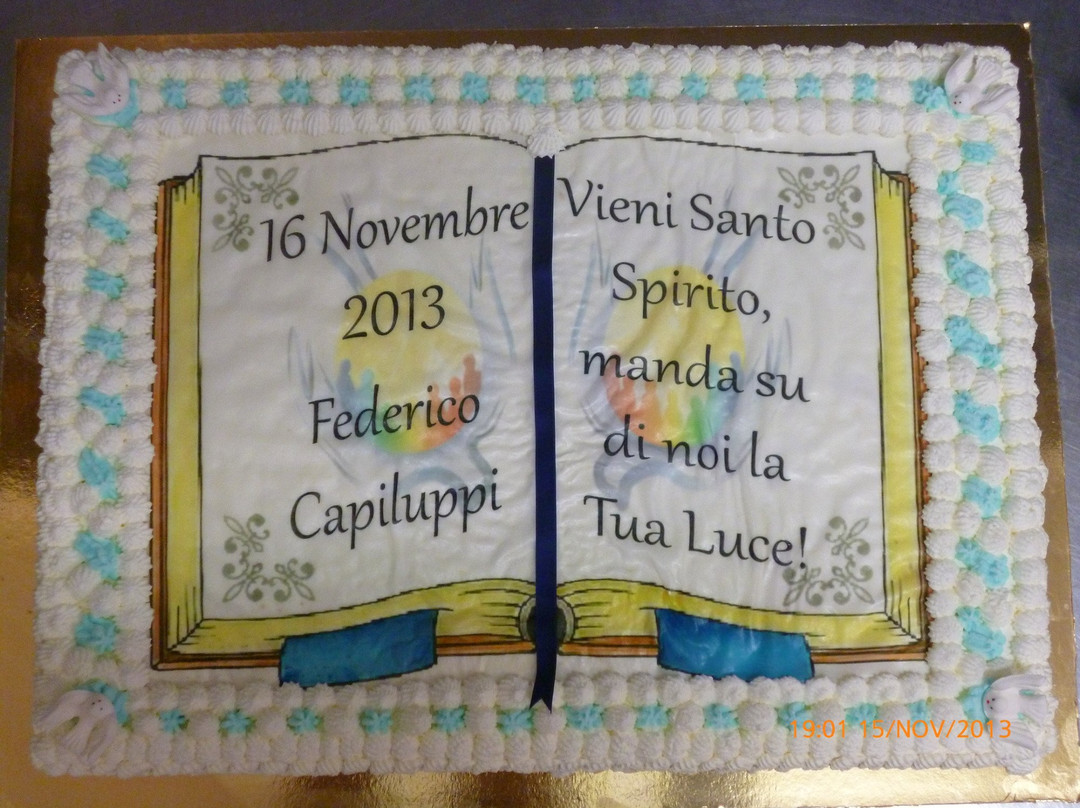 16 Novembre
2013
Federico
Capiluppi
Vieni Santo
Spirito,
manda su
di noi la
Tua Luce!
19:01 15/NOV/2013